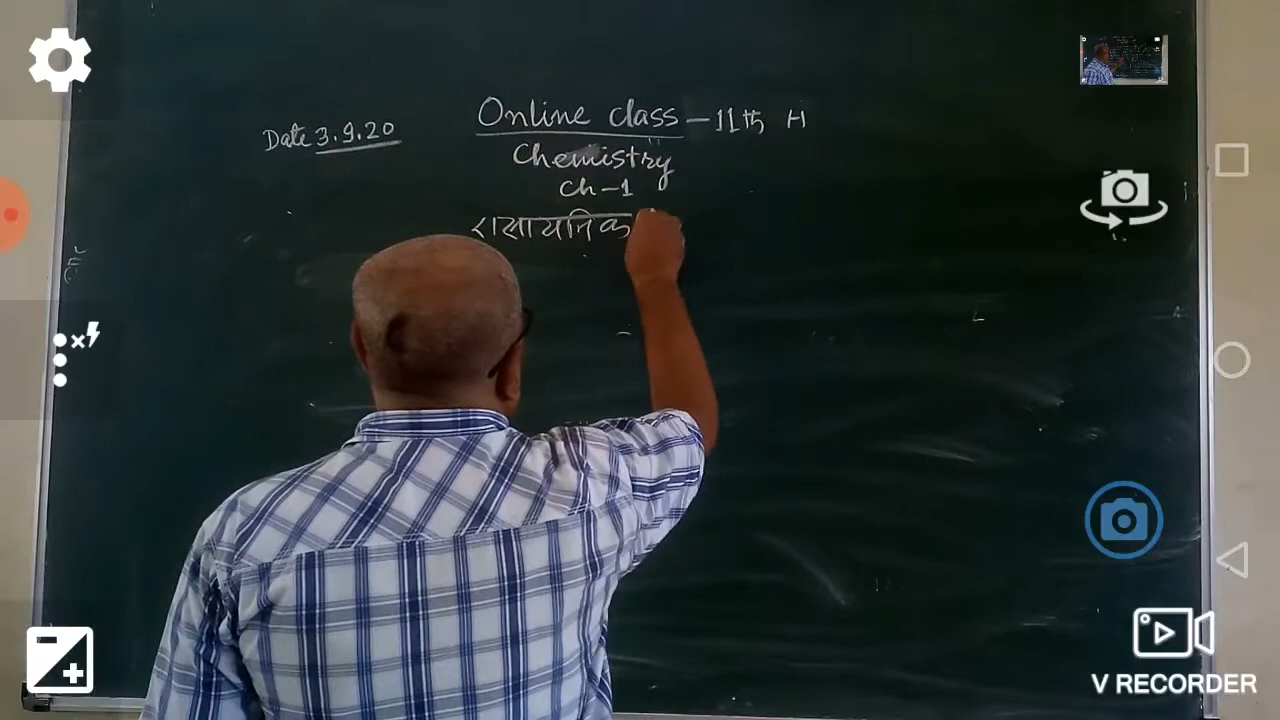 Date 3.9.20
Online class – 11th H
Chemistry
Ch-1
रासायनिक
V RECORDER